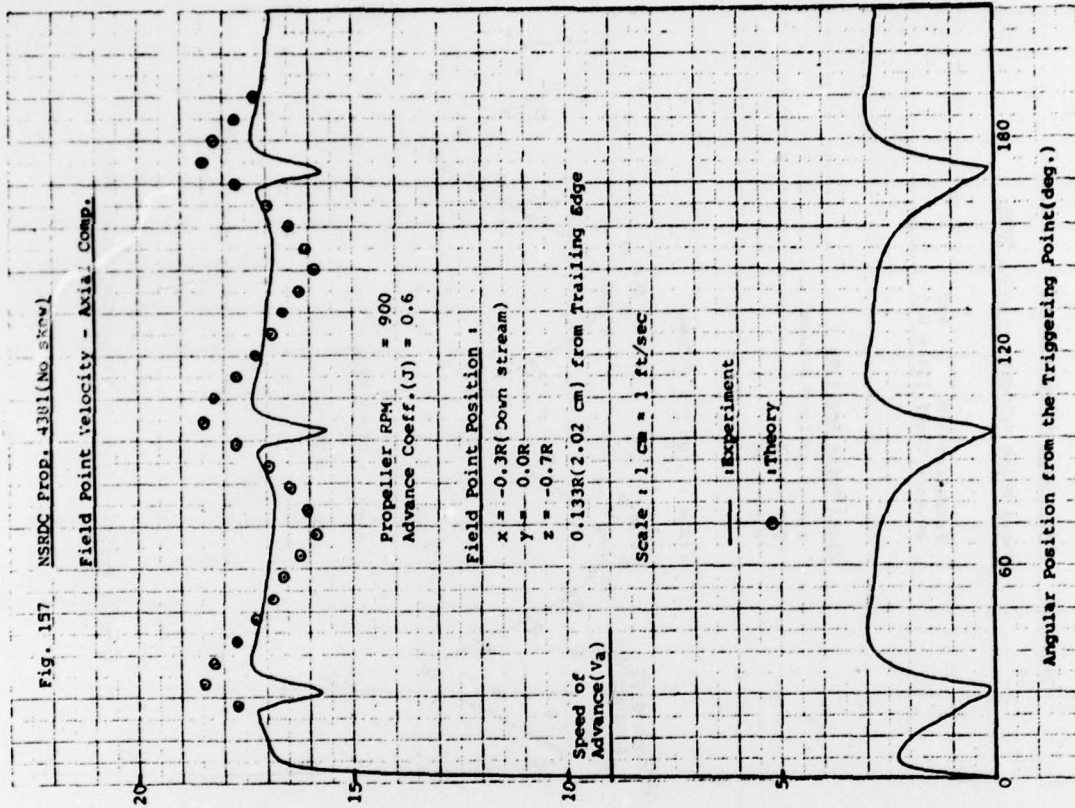 Fig. 157 NSRDC Prop. 4381(No Skew)
Field Point Velocity - Axial Comp.
20
15
10
5
0
Propeller RPM = 900
Advance Coeff.(J) = 0.6
Field Point Position :
x = -0.3R(Down stream)
y = 0.0R
z = -0.7R
0.133R(2.02 cm) from Trailing Edge
Speed of
Advance(Va)
Scale : 1 cm = 1 ft/sec
:Experiment
:Theory
0
60
120
180
Angular Position from the Triggering Point(deg.)